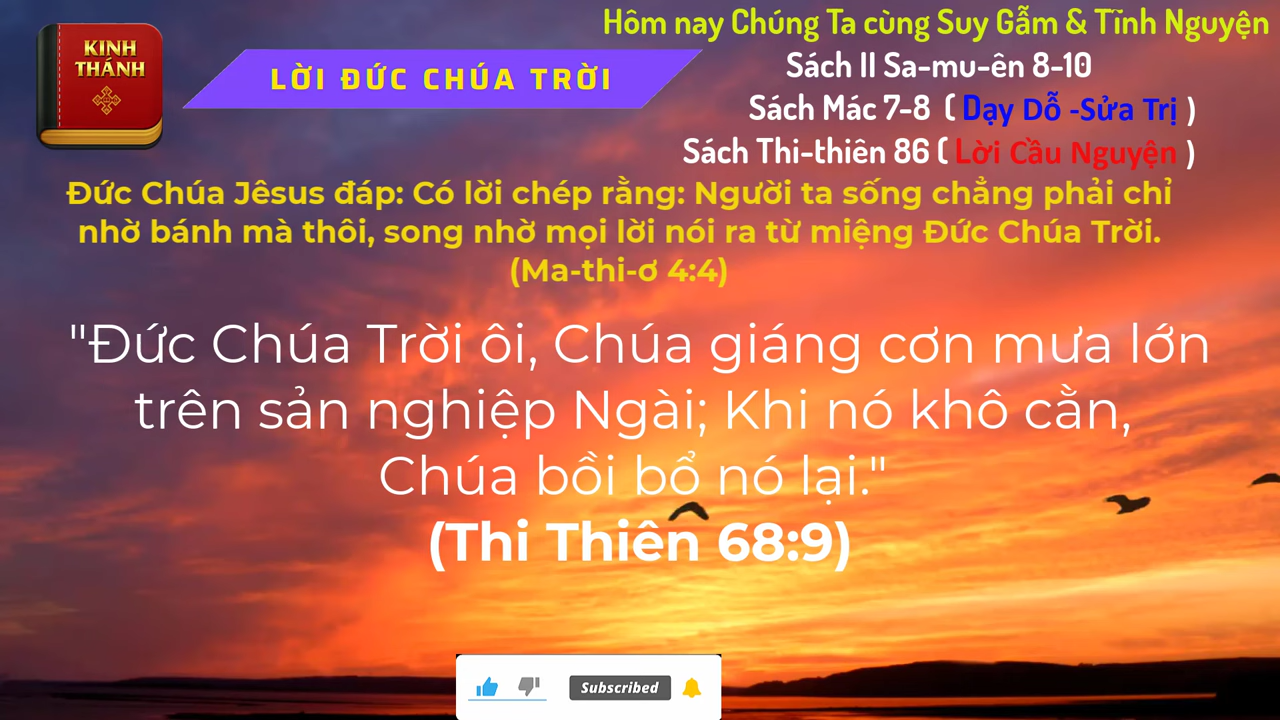 KINH
THÁNH
LỜI ĐỨC CHÚA TRỜI
Hôm nay Chúng Ta cùng Suy Gẫm & Tĩnh Nguyện
Sách II Sa-mu-ên 8-10
Sách Mác 7-8 ( Dạy Dỗ -Sửa Trị )
Sách Thi-thiên 86 ( Lời Cầu Nguyện )
Đức Chúa Jêsus đáp: Có lời chép rằng: Người ta sống chẳng phải chỉ
nhờ bánh mà thôi, song nhờ mọi lời nói ra từ miệng Đức Chúa Trời.
(Ma-thi-ơ 4:4)
"Đức Chúa Trời ôi, Chúa giáng cơn mưa lớn
trên sản nghiệp Ngài; Khi nó khô cằn,
Chúa bồi bổ nó lại."
(Thi Thiên 68:9)
Subscribed